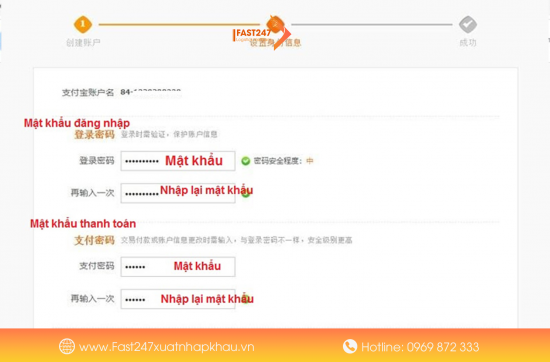 1
FAST247
创建账户
设置身份信息
成功
支付宝账户名 84-
Mật khẩu đăng nhập
登录密码 登录时需验证，保护账户信息
登录密码 •••••••••• Mật khẩu 密码安全程度：中
再输入一次 •••••••••• Nhập lại mật khẩu
Mật khẩu thanh toán
支付密码 交易付款或账户信息更改时需输入，与登录密码不一样，安全级别更高
支付密码 •••••• Mật khẩu
再输入一次 •••••• Nhập lại mật khẩu
www.Fast247xuatnhapkhau.vn
Hotline: 0969 872 333